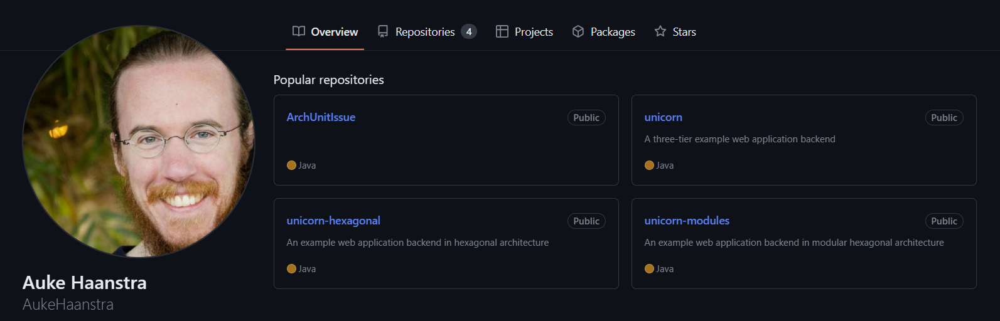 Overview
Repositories 4
Projects
Packages
Stars
Popular repositories
ArchUnitIssue
Public
Java
unicorn
Public
A three-tier example web application backend
Java
unicorn-hexagonal
Public
An example web application backend in hexagonal architecture
Java
unicorn-modules
Public
An example web application backend in modular hexagonal architecture
Java
Auke Haanstra
AukeHaanstra